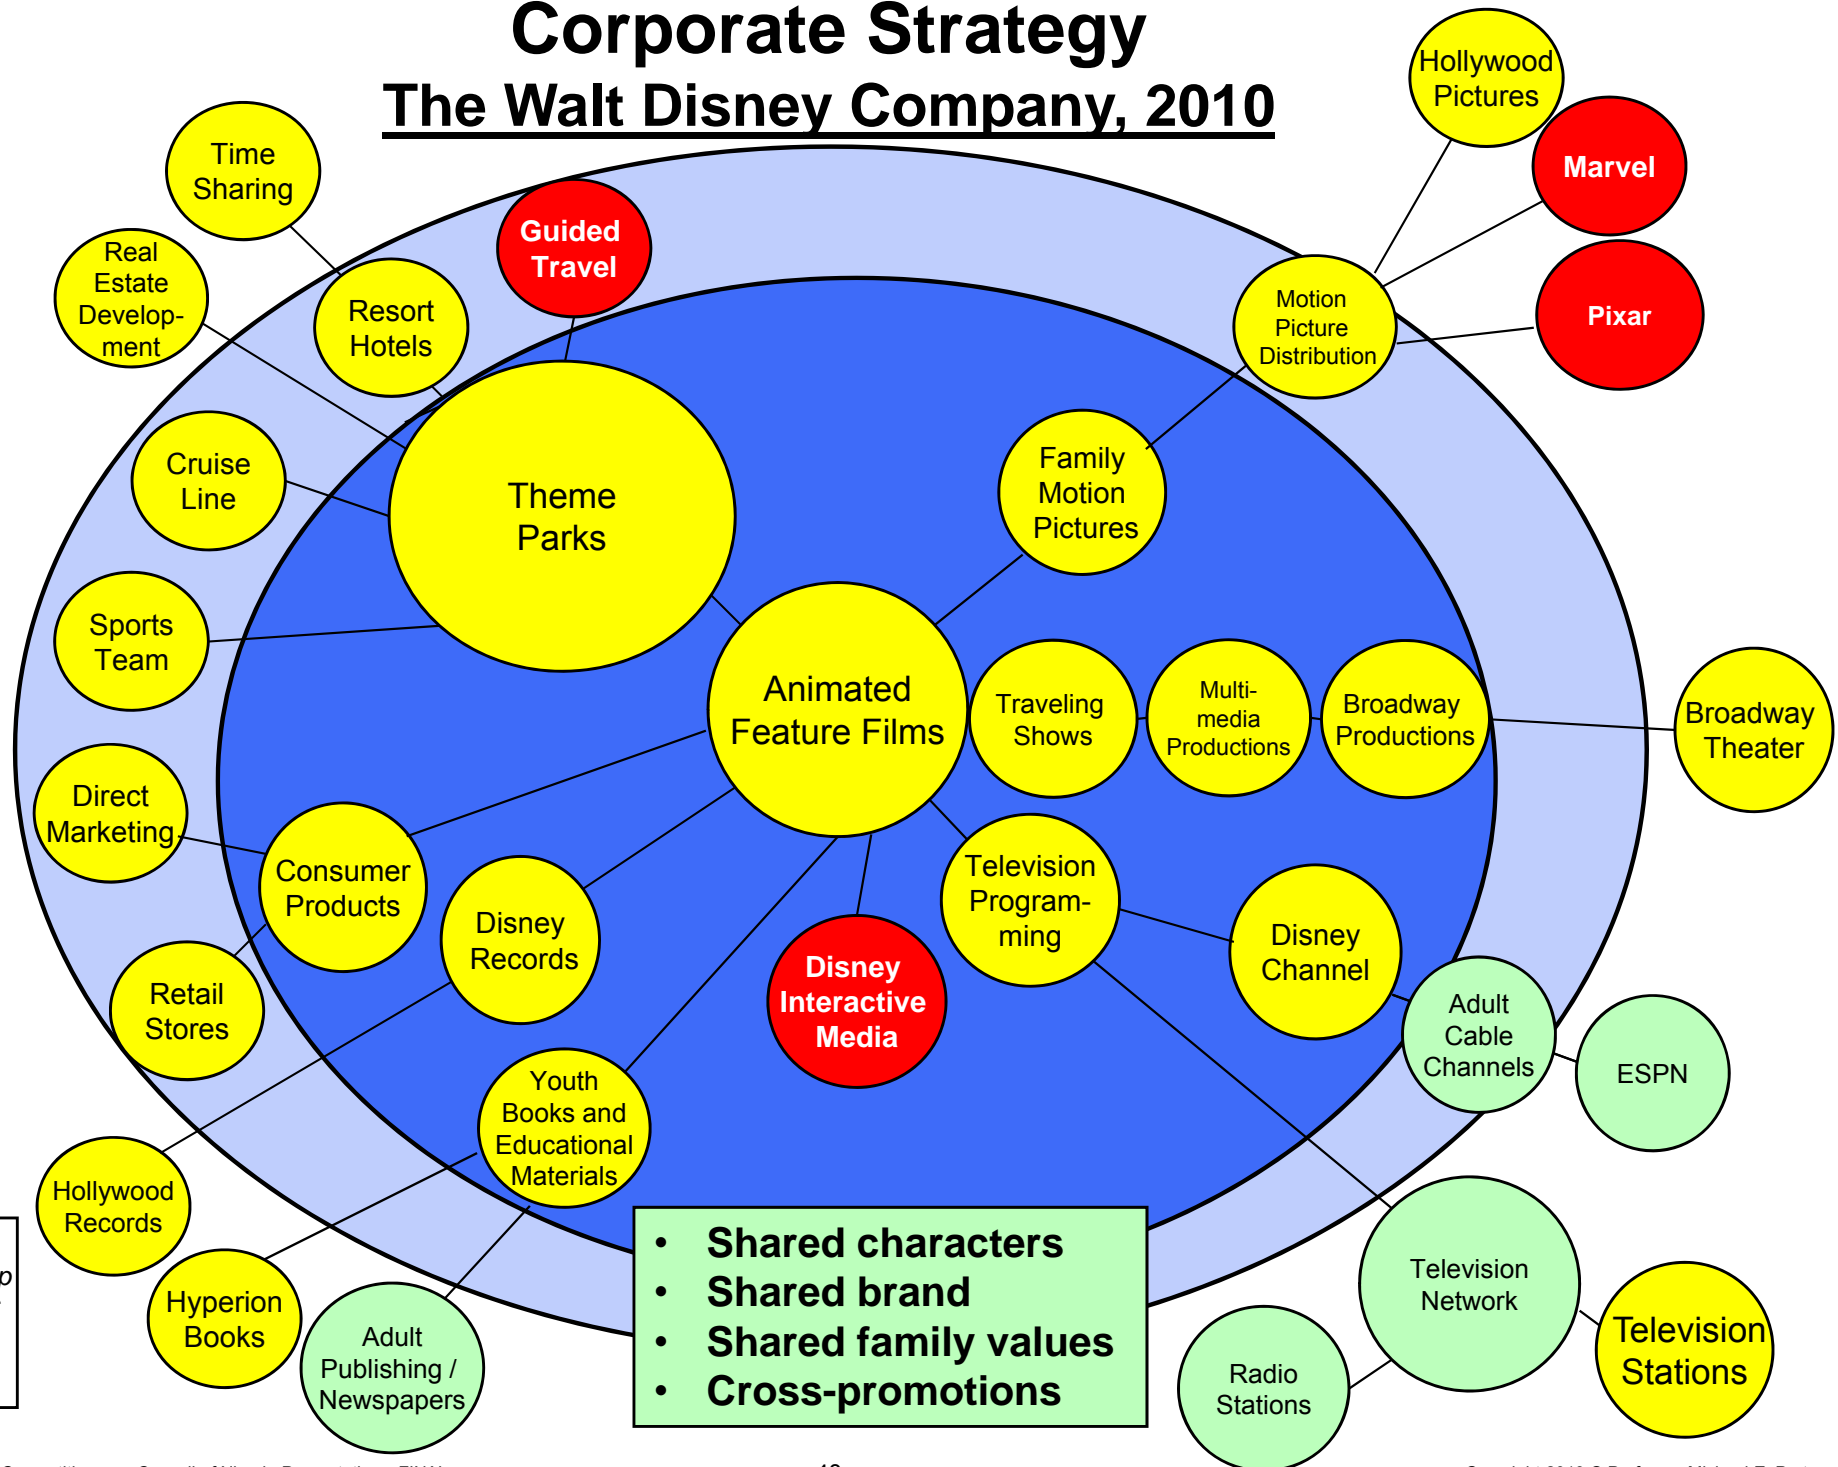 Corporate Strategy
The Walt Disney Company, 2010
Hollywood
Pictures
Marvel
Pixar
Time
Sharing
Guided
Travel
Real
Estate
Develop-
ment
Resort
Hotels
Motion
Picture
Distribution
Cruise
Line
Theme
Parks
Family
Motion
Pictures
Sports
Team
Animated
Feature Films
Traveling
Shows
Multi-
media
Productions
Broadway
Productions
Broadway
Theater
Direct
Marketing
Consumer
Products
Disney
Records
Television
Program-
ming
Disney
Channel
Retail
Stores
Disney
Interactive
Media
Adult
Cable
Channels
ESPN
Youth
Books and
Educational
Materials
Hollywood
Records
Hyperion
Books
Adult
Publishing /
Newspapers
• Shared characters
• Shared brand
• Shared family values
• Cross-promotions
Television
Network
Television
Stations
Radio
Stations